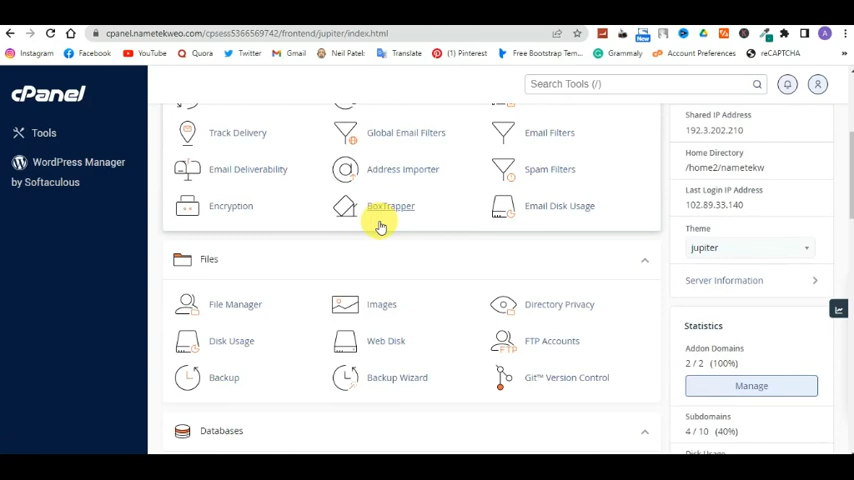 cpanel.nametekweo.com/cpsess5366569742/frontend/jupiter/index.html
Instagram Facebook YouTube Quora Twitter Gmail Neil Patel: Translate (1) Pinterest Free Bootstrap Tem... Grammaly Account Preferences reCAPTCHA
New
A
cPanel
Search Tools (/)
Tools
WordPress Manager
by Softaculous
Track Delivery Global Email Filters Email Filters
Email Deliverability Address Importer Spam Filters
Encryption BoxTrapper Email Disk Usage
Files
File Manager Images Directory Privacy
Disk Usage Web Disk FTP Accounts
FTP
Backup Backup Wizard Git™ Version Control
Databases
Shared IP Address
192.3.202.210
Home Directory
/home2/nametekw
Last Login IP Address
102.89.33.140
Theme
jupiter
Server Information
Statistics
Addon Domains
2 / 2 (100%)
Manage
Subdomains
4 / 10 (40%)